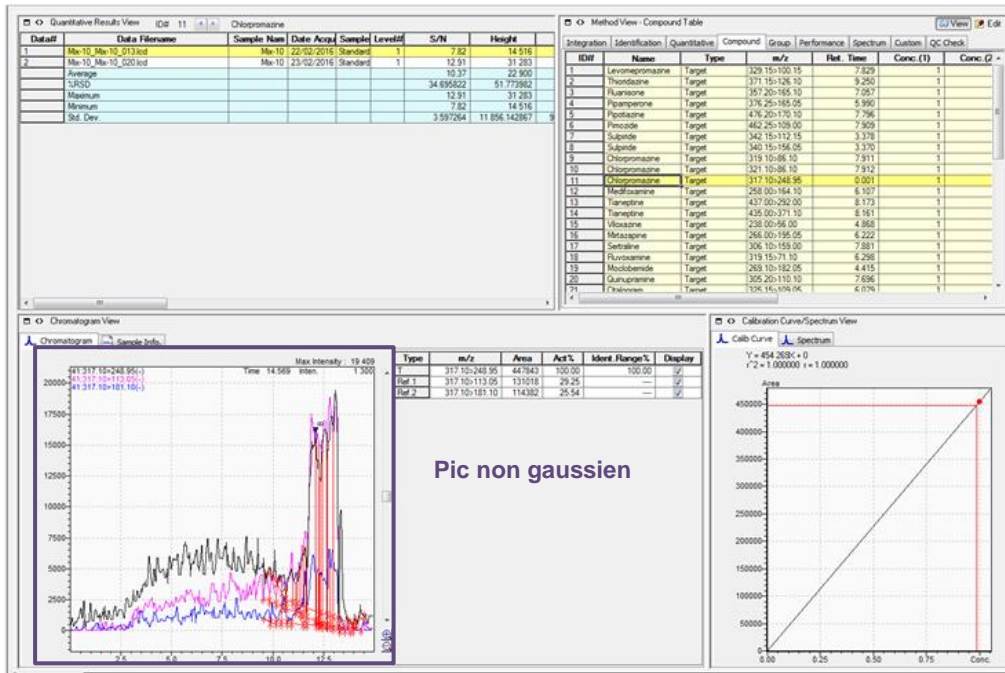 Quantitative Results View ID# 11 Chlorpromazine
Data# Data Filename Sample Nam Date Acqu Sample Level# S/N Height
1 Mix-10_Mix-10_013.lcd Mix-10 22/02/2016 Standard 1 7.82 14 516
2 Mix-10_Mix-10_020.lcd Mix-10 23/02/2016 Standard 1 12.91 31 283
Average 10.37 22 900
%RSD 34.695822 51.773982
Maximum 12.91 31 283
Minimum 7.82 14 516
Std. Dev. 3.597264 11 856.142867 9
Method View - Compound Table View Edit
Integration Identification Quantitative Compound Group Performance Spectrum Custom QC Check
ID# Name Type m/z Ret. Time Conc.(1) Conc.(2
1 Levomepromazine Target 329.15>100.15 7.829 1
2 Thioridazine Target 371.15>126.10 9.250 1
3 Fluanisone Target 357.20>165.10 7.057 1
4 Pipamperone Target 376.25>165.05 5.990 1
5 Pipotiazine Target 476.20>170.10 7.796 1
6 Pimozide Target 462.25>109.00 7.909 1
7 Sulpiride Target 342.15>112.15 3.378 1
8 Sulpiride Target 340.15>156.05 3.370 1
9 Chlorpromazine Target 319.10>86.10 7.911 1
10 Chlorpromazine Target 321.10>86.10 7.912 1
11 Chlorpromazine Target 317.10>248.95 0.001 1
12 Medifoxamine Target 258.00>164.10 6.107 1
13 Tianeptine Target 437.00>292.00 8.173 1
14 Tianeptine Target 435.00>371.10 8.161 1
15 Viloxazine Target 238.00>56.00 4.868 1
16 Mirtazapine Target 266.00>195.05 6.222 1
17 Sertraline Target 306.10>159.00 7.881 1
18 Fluvoxamine Target 319.15>71.10 6.298 1
19 Moclobemide Target 269.10>182.05 4.415 1
20 Quinupramine Target 305.20>110.10 7.696 1
21 Citalopram Target 325.15>109.05 6.079 1
Chromatogram View
Chromatogram Sample Info.
Max Intensity : 19 409
41:317.10>248.95(-) Time 14.569 Inten. 1 300
41:317.10>113.05(-)
41:317.10>181.10(-)
20000
17500
15000
12500
10000
7500
5000
2500
0
2.5 5.0 7.5 10.0 12.5
Type m/z Area Act% Ident.Range% Display
T 317.10>248.95 447843 100.00 100.00
Ref.1 317.10>113.05 131018 29.25 ---
Ref.2 317.10>181.10 114382 25.54 ---
Pic non gaussien
Calibration Curve/Spectrum View
Calib Curve Spectrum
Y = 454.269X + 0
r^2 = 1.000000 r = 1.000000
Area
450000
400000
350000
300000
250000
200000
150000
100000
50000
0
0.00 0.25 0.50 0.75 Conc.